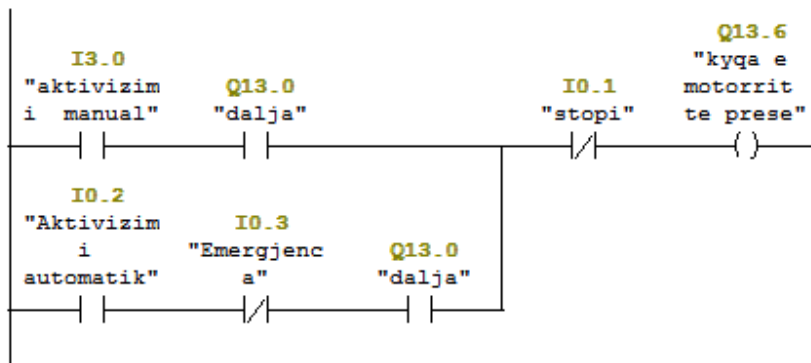 Q13.6
I3.0
"kyqa e
"aktivizim
Q13.0
I0.1
motorrit
i manual"
"dalja"
"stopi"
te prese"
I0.2
"Aktivizim
I0.3
i
"Emergjenc
Q13.0
automatik"
a"
"dalja"